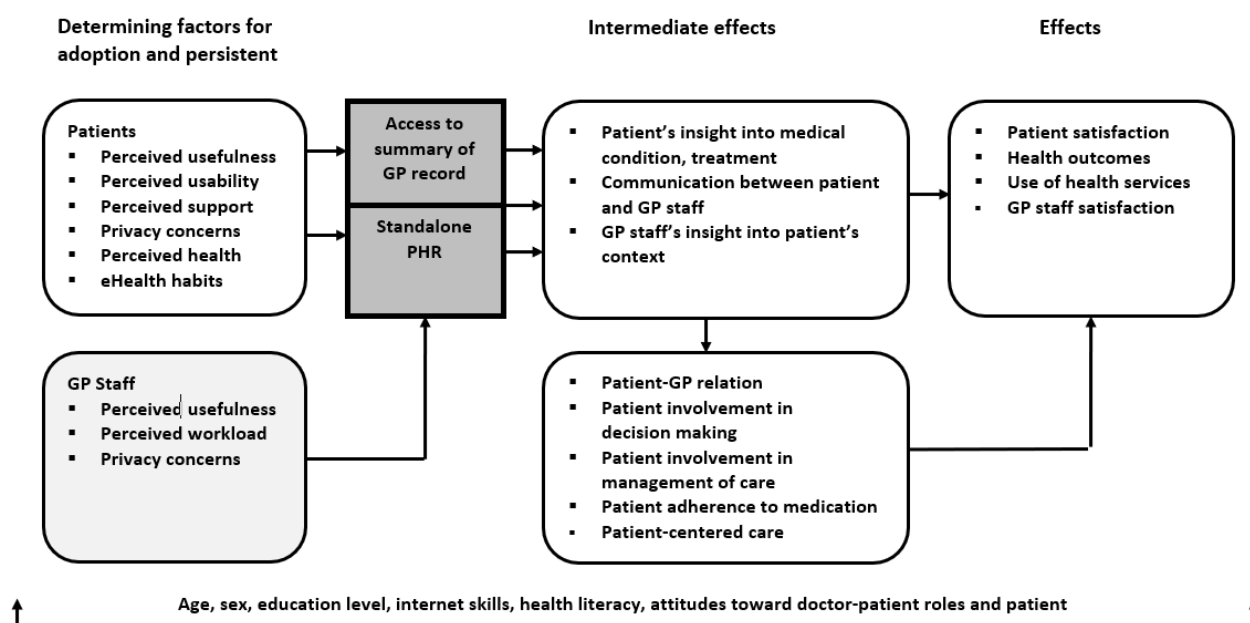 Determining factors for
adoption and persistent
Intermediate effects
Effects
Patients
▪ Perceived usefulness
▪ Perceived usability
▪ Perceived support
▪ Privacy concerns
▪ Perceived health
▪ eHealth habits
Access to
summary of
GP record
Standalone
PHR
▪ Patient’s insight into medical
condition, treatment
▪ Communication between patient
and GP staff
▪ GP staff’s insight into patient’s
context
▪ Patient satisfaction
▪ Health outcomes
▪ Use of health services
▪ GP staff satisfaction
GP Staff
▪ Perceived usefulness
▪ Perceived workload
▪ Privacy concerns
▪ Patient-GP relation
▪ Patient involvement in
decision making
▪ Patient involvement in
management of care
▪ Patient adherence to medication
▪ Patient-centered care
Age, sex, education level, internet skills, health literacy, attitudes toward doctor-patient roles and patient